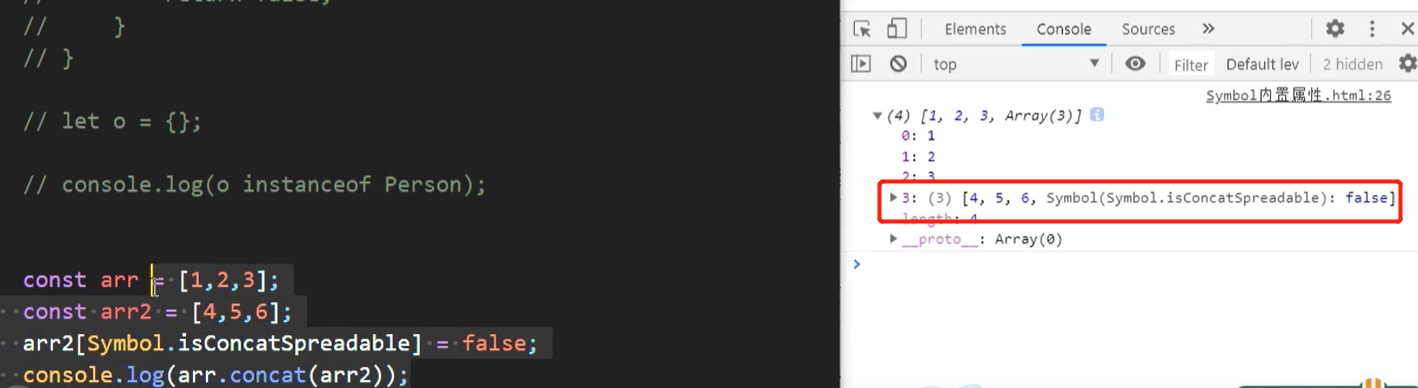 //         return false;
//     }
// }
// let o = {};
// console.log(o instanceof Person);
const arr = [1,2,3];
const arr2 = [4,5,6];
arr2[Symbol.isConcatSpreadable] = false;
console.log(arr.concat(arr2));
Elements Console Sources »
top Filter Default lev 2 hidden
Symbol内置属性.html:26
(4) [1, 2, 3, Array(3)]
0: 1
1: 2
2: 3
3: (3) [4, 5, 6, Symbol(Symbol.isConcatSpreadable): false]
length: 4
__proto__: Array(0)